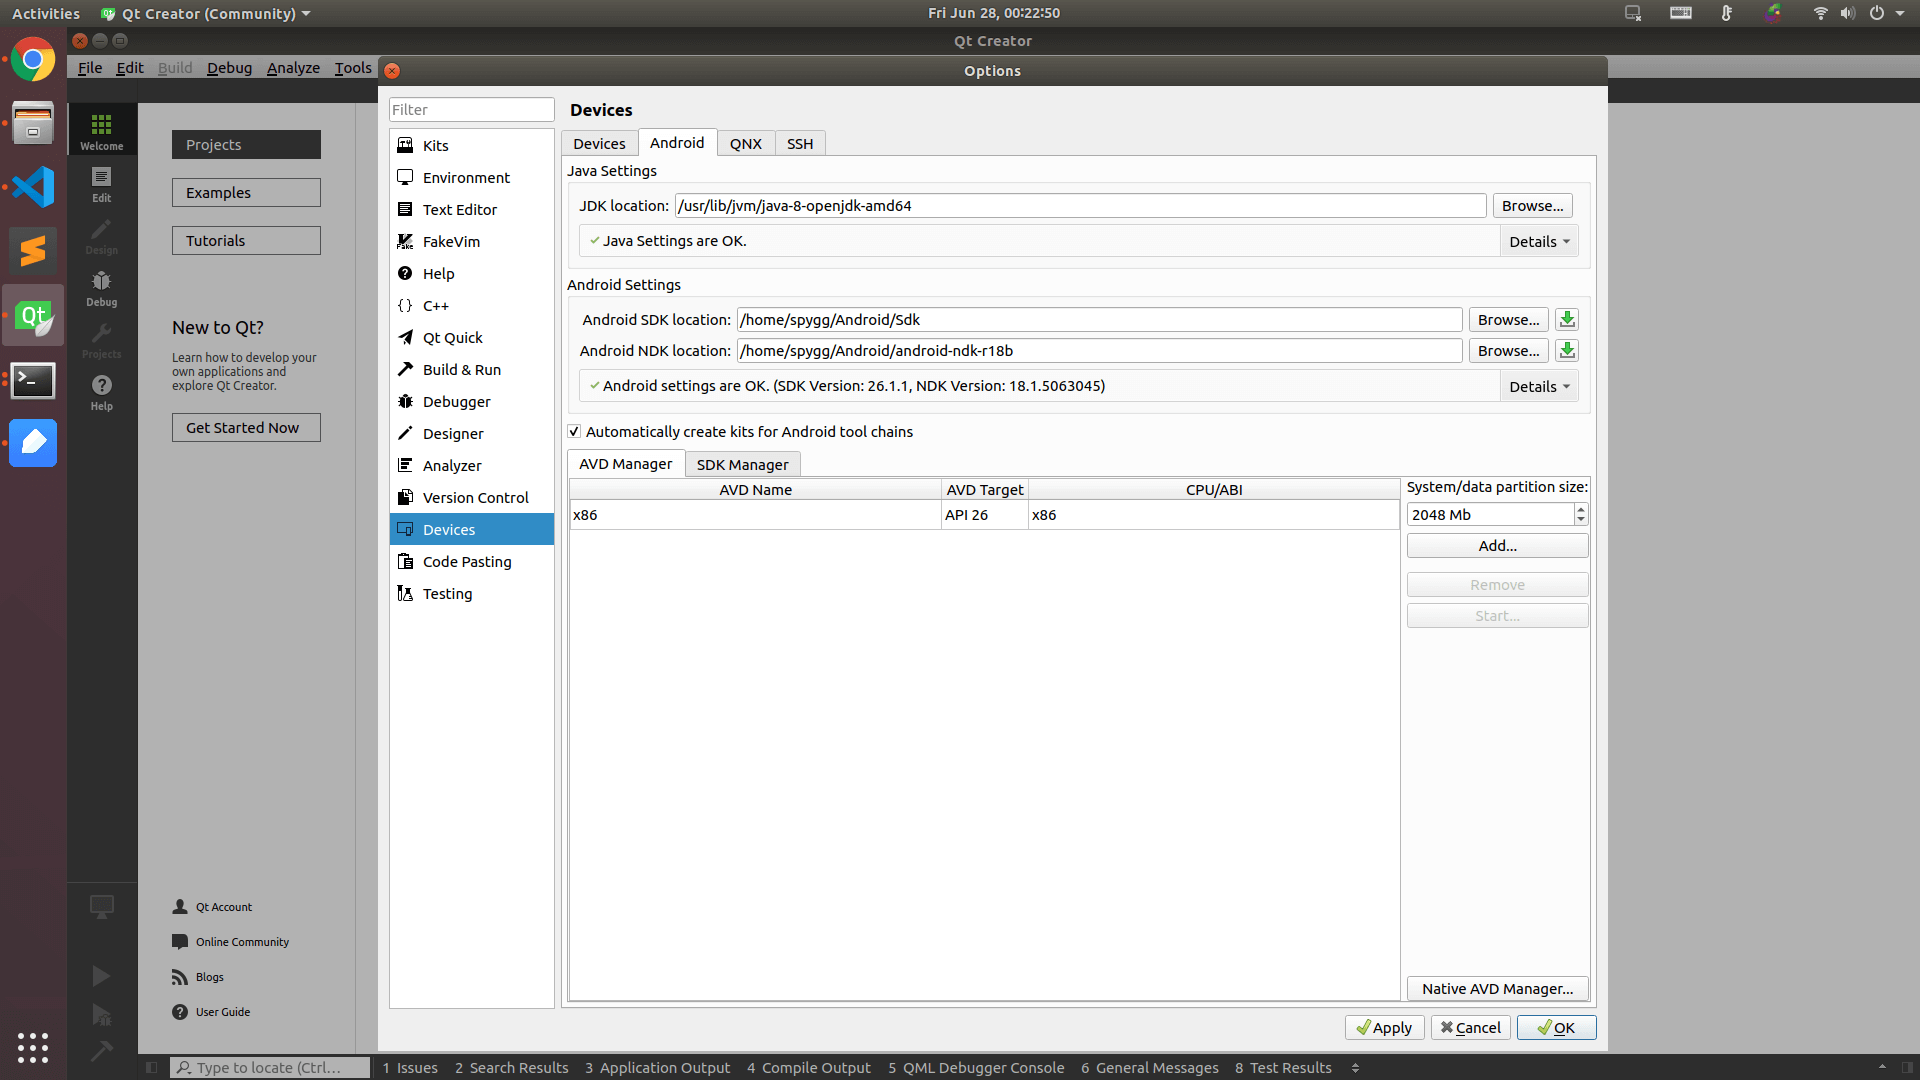 Activities
Qt Creator (Community)
Fri Jun 28, 00:22:50
Qt Creator
File Edit Build Debug Analyze Tools
Options
Welcome
Edit
Design
Debug
Projects
Help
Projects
Examples
Tutorials
New to Qt?
Learn how to develop your
own applications and
explore Qt Creator.
Get Started Now
Qt Account
Online Community
Blogs
User Guide
Filter
Kits
Environment
Text Editor
FakeVim
Help
C++
Qt Quick
Build & Run
Debugger
Designer
Analyzer
Version Control
Devices
Code Pasting
Testing
Devices
Devices Android QNX SSH
Java Settings
JDK location: /usr/lib/jvm/java-8-openjdk-amd64 Browse...
Java Settings are OK. Details
Android Settings
Android SDK location: /home/spygg/Android/Sdk Browse...
Android NDK location: /home/spygg/Android/android-ndk-r18b Browse...
Android settings are OK. (SDK Version: 26.1.1, NDK Version: 18.1.5063045) Details
Automatically create kits for Android tool chains
AVD Manager SDK Manager
AVD Name AVD Target CPU/ABI
x86 API 26 x86
System/data partition size:
2048 Mb
Add...
Remove
Start...
Native AVD Manager...
Apply Cancel OK
Type to locate (Ctrl... 1 Issues 2 Search Results 3 Application Output 4 Compile Output 5 QML Debugger Console 6 General Messages 8 Test Results